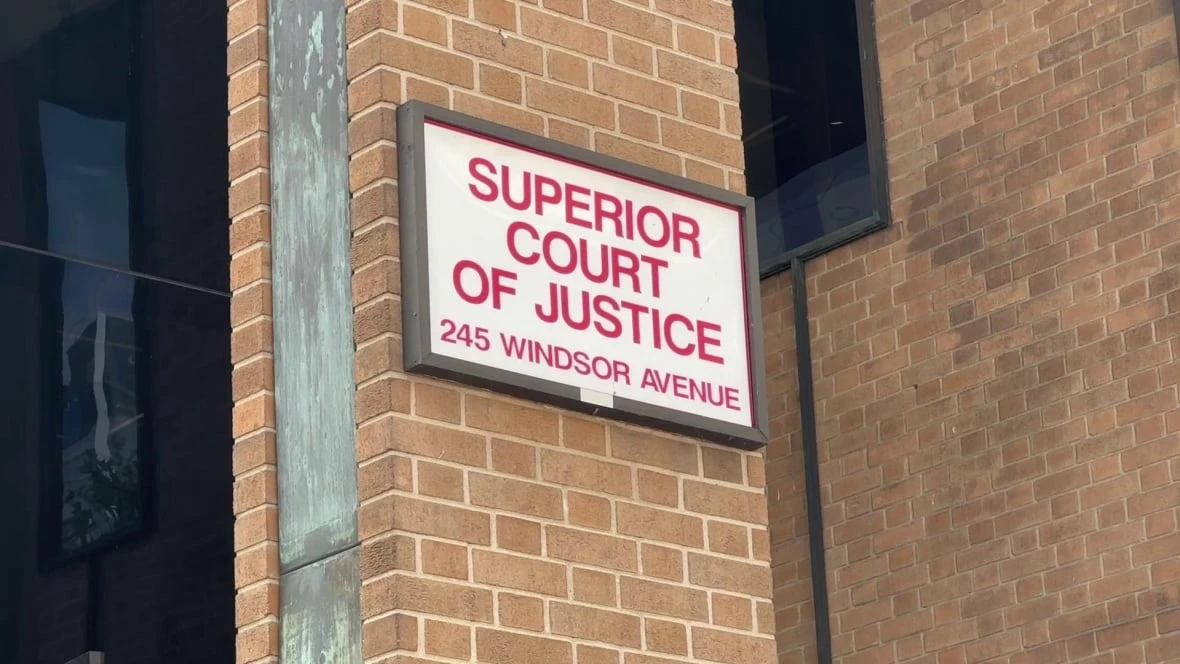 SUPERIOR
COURT
OF JUSTICE
245 WINDSOR AVENUE